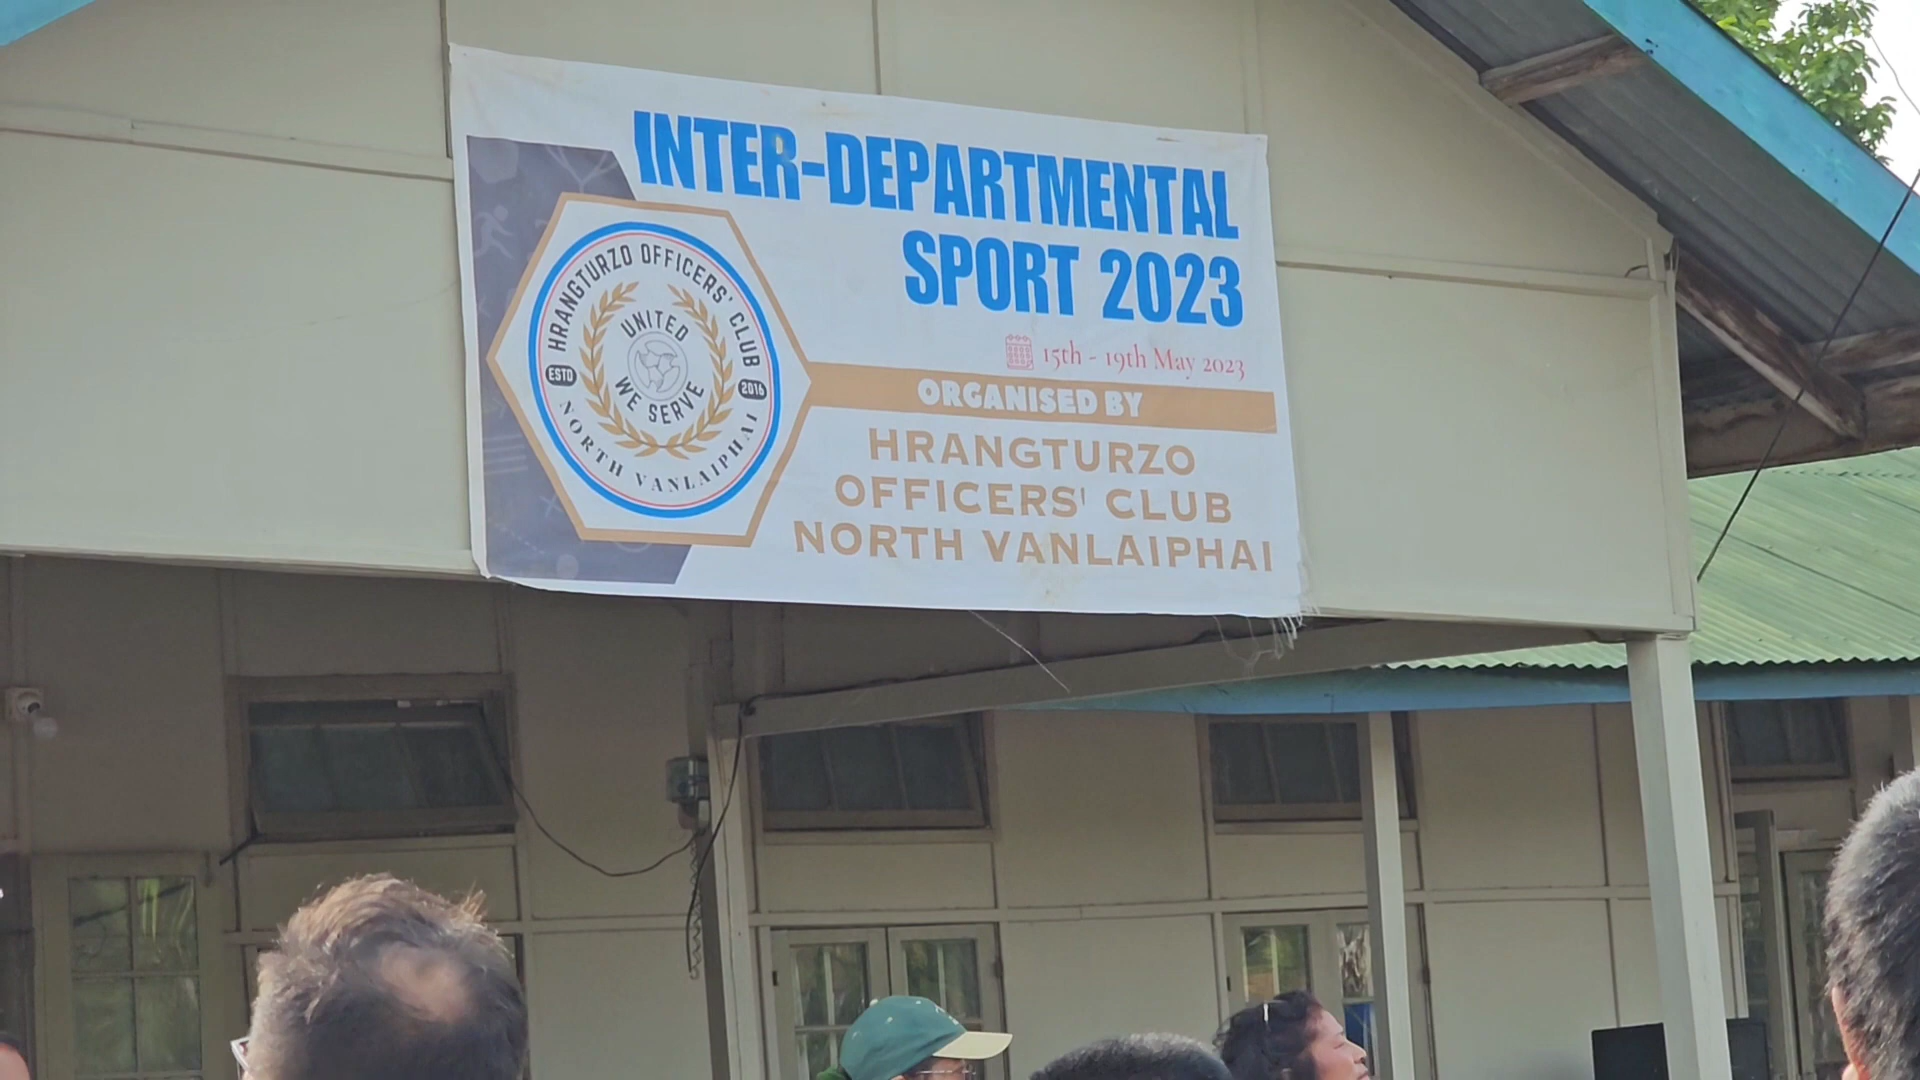 INTER-DEPARTMENTAL
SPORT 2023
15th - 19th May 2023
ORGANISED BY
HRANGTURZO
OFFICERS' CLUB
NORTH VANLAIPHAI
HRANGTURZO OFFICERS' CLUB
UNITED
WE SERVE
ESTD
2016
NORTH VANLAIPHAI